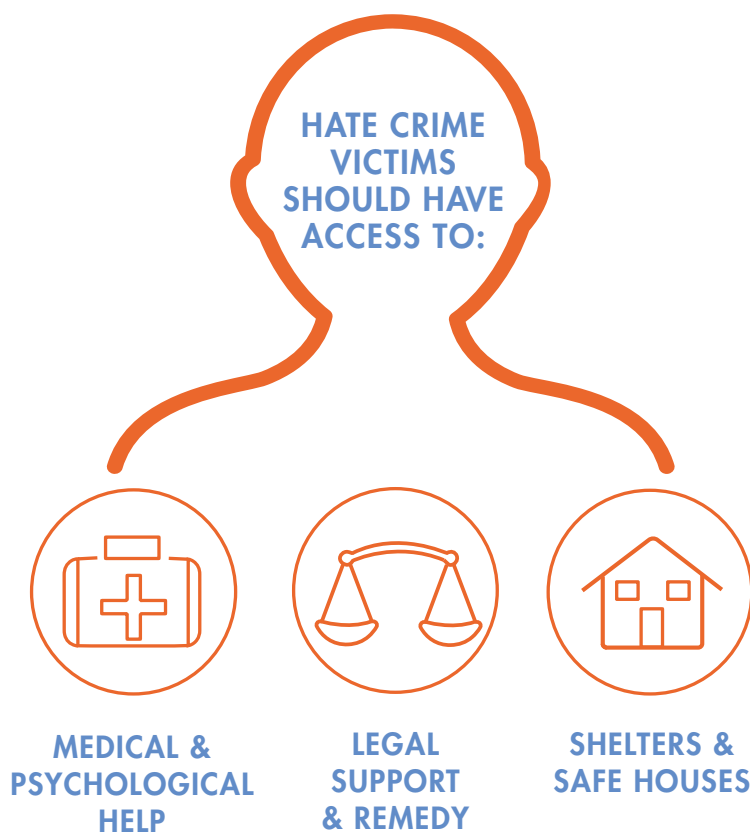 HATE CRIME
VICTIMS
SHOULD HAVE
ACCESS TO:
MEDICAL &
PSYCHOLOGICAL
HELP
LEGAL
SUPPORT
& REMEDY
SHELTERS &
SAFE HOUSES